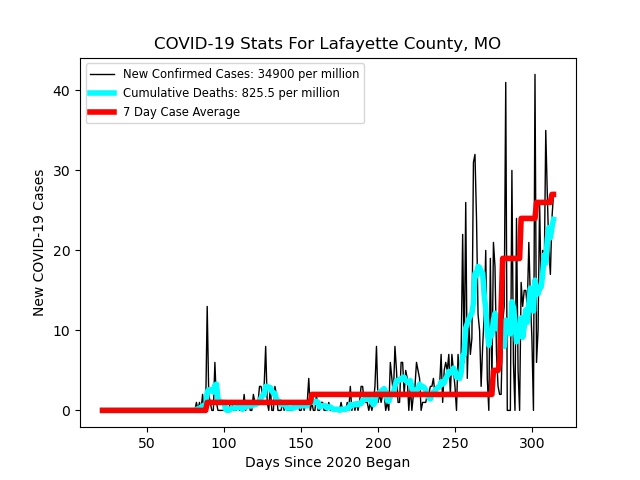 COVID-19 Stats For Lafayette County, MO
New Confirmed Cases: 34900 per million
Cumulative Deaths: 825.5 per million
7 Day Case Average
40
30
20
10
0
New COVID-19 Cases
50 100 150 200 250 300
Days Since 2020 Began